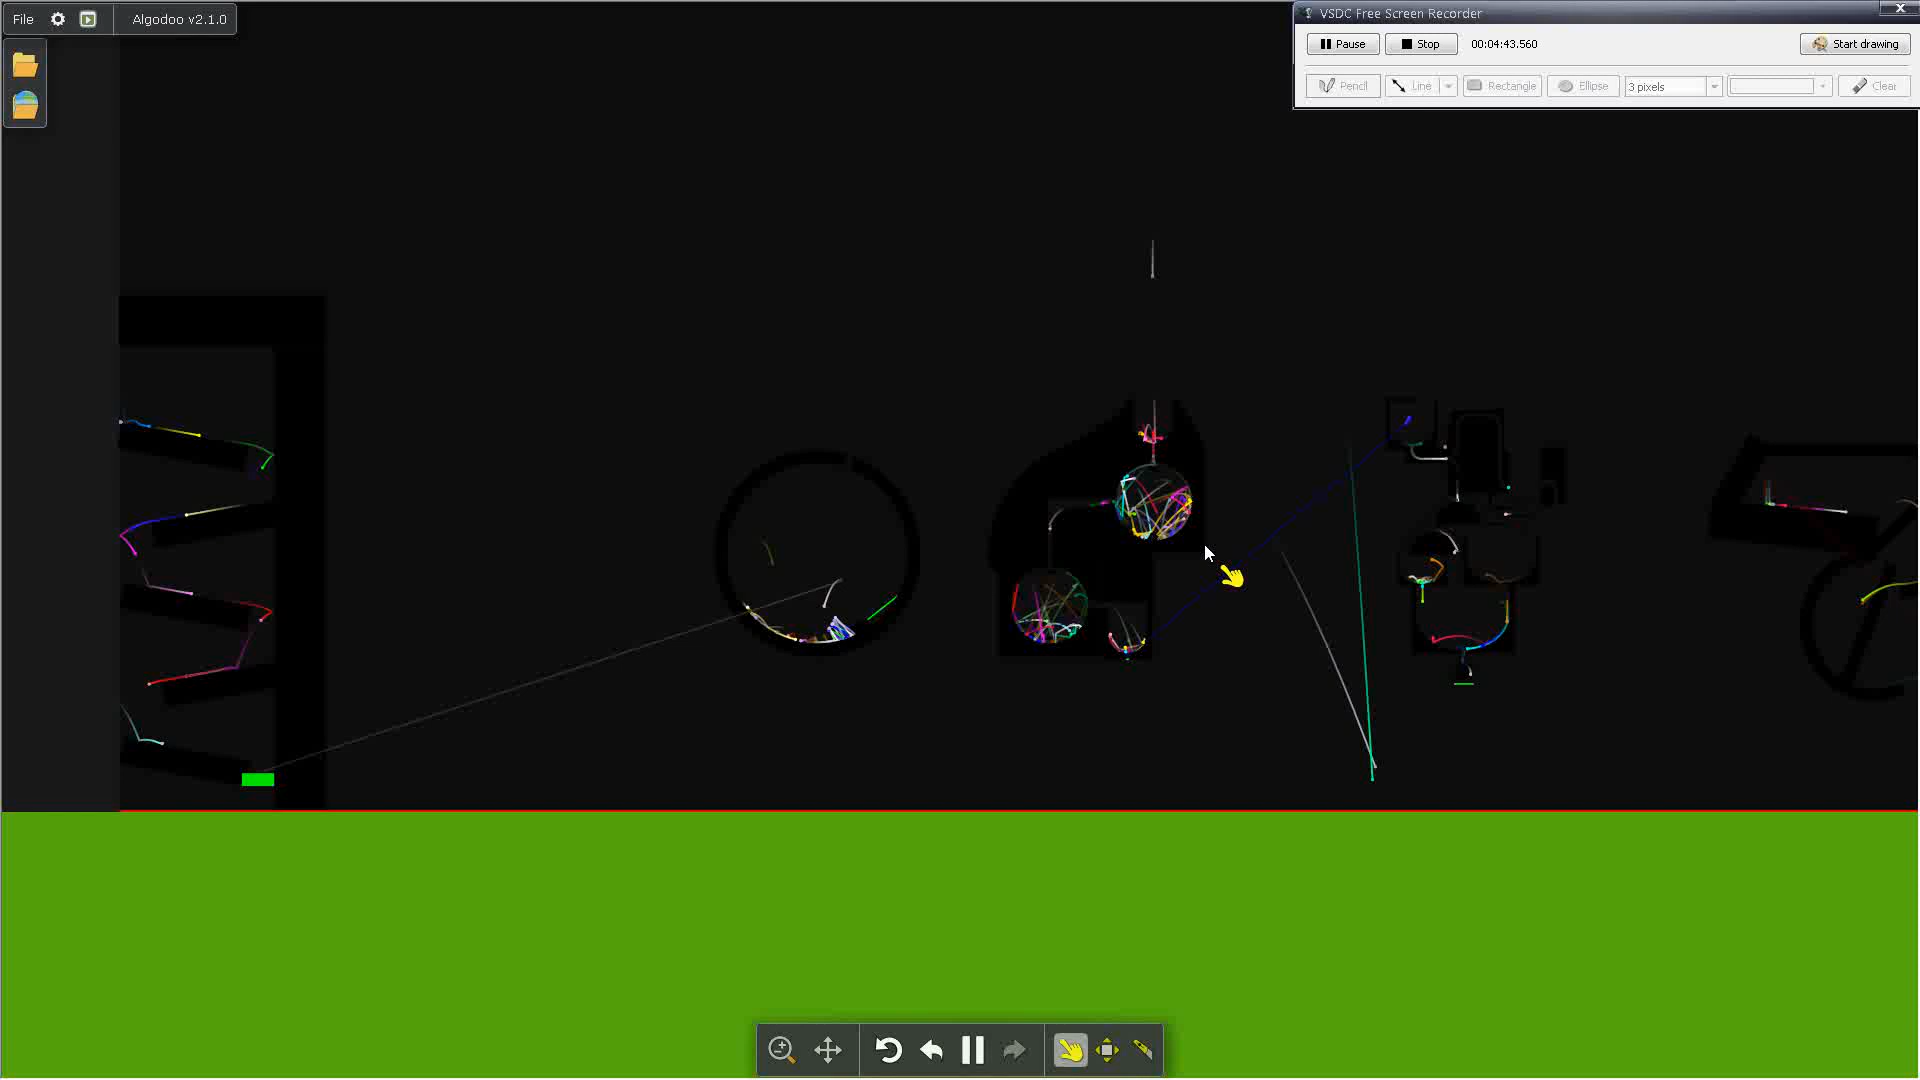 File Algodoo v2.1.0
VSDC Free Screen Recorder
Pause Stop 00:04:43.560 Start drawing
Pencil Line Rectangle Ellipse 3 pixels Clear